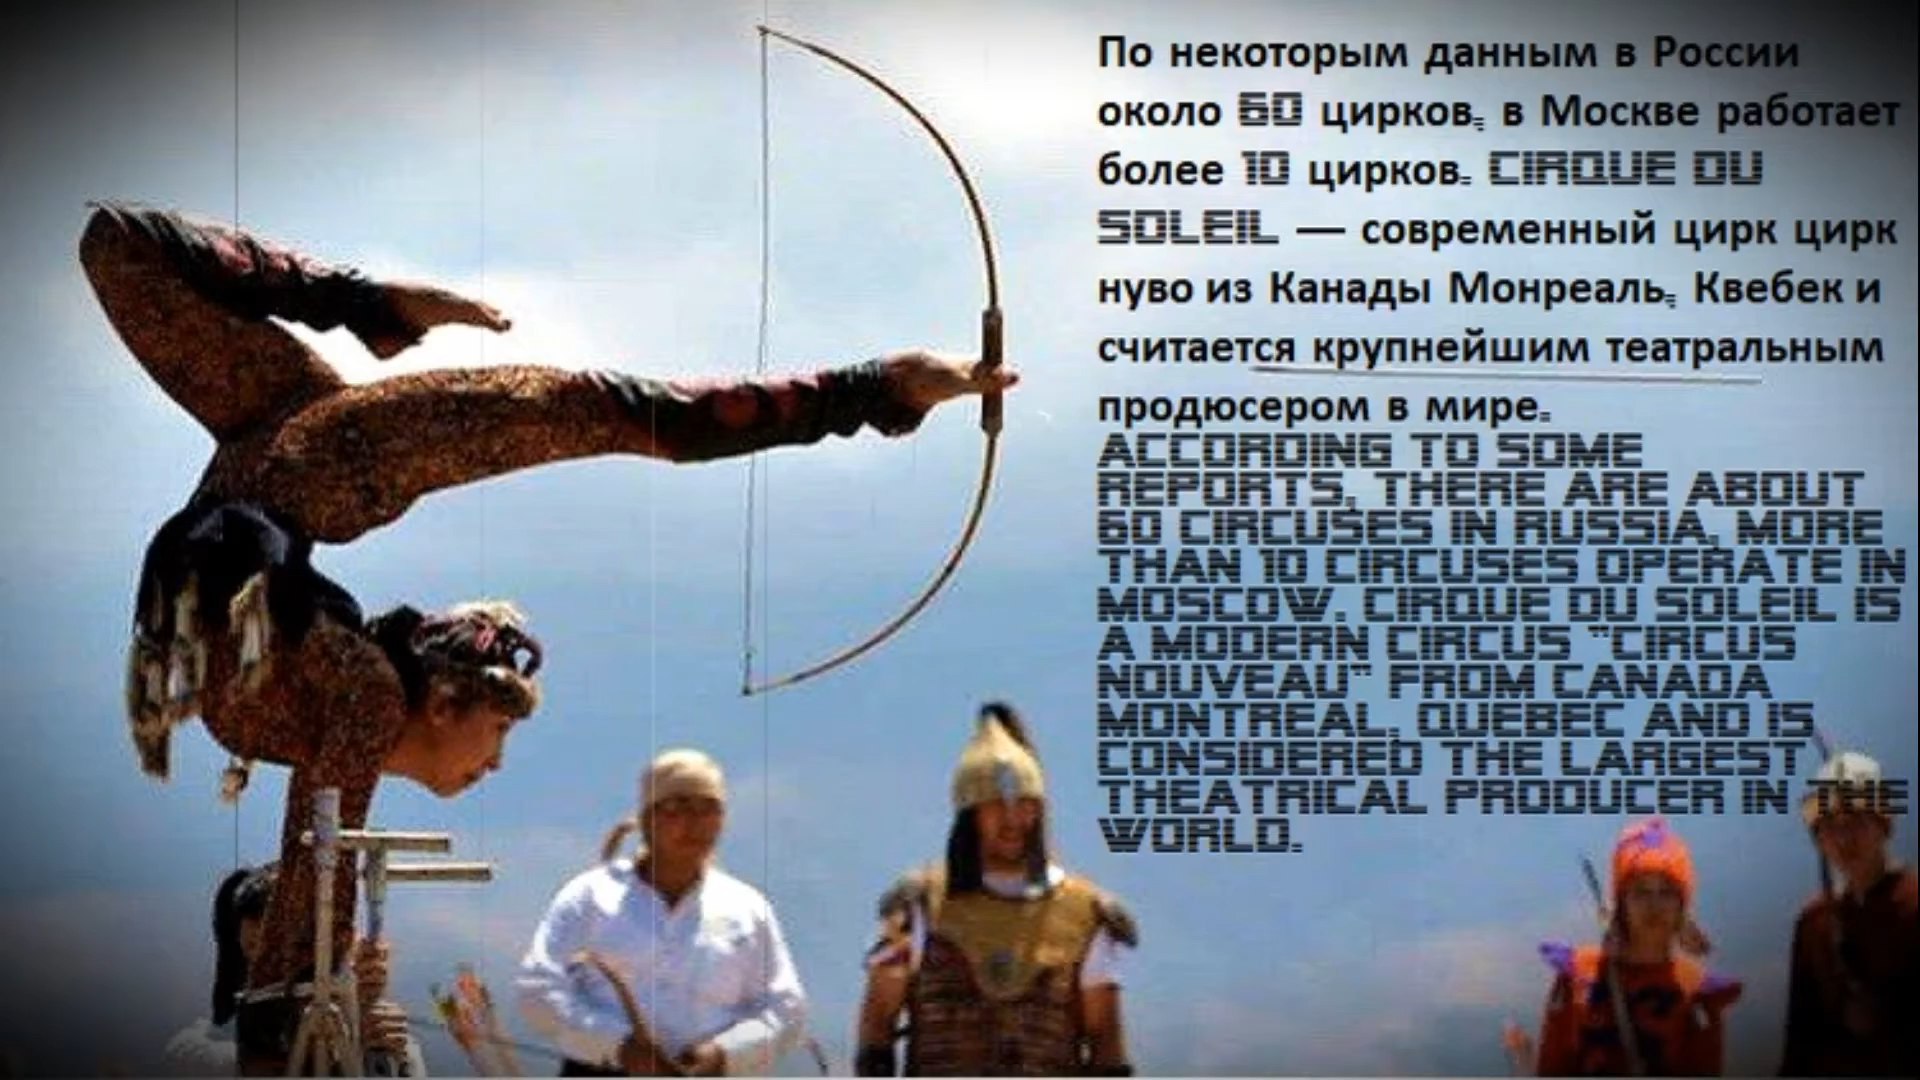 По некоторым данным в России
около 60 цирков, в Москве работает
более 10 цирков. CIRQUE DU
SOLEIL — современный цирк цирк
нуво из Канады Монреаль, Квебек и
считается крупнейшим театральным
продюсером в мире.
ACCORDING TO SOME
REPORTS, THERE ARE ABOUT
60 CIRCUSES IN RUSSIA, MORE
THAN 10 CIRCUSES OPERATE IN
MOSCOW. CIRQUE DU SOLEIL IS
A MODERN CIRCUS "CIRCUS
NOUVEAU" FROM CANADA
MONTREAL, QUEBEC AND IS
CONSIDERED THE LARGEST
THEATRICAL PRODUCER IN THE
WORLD.